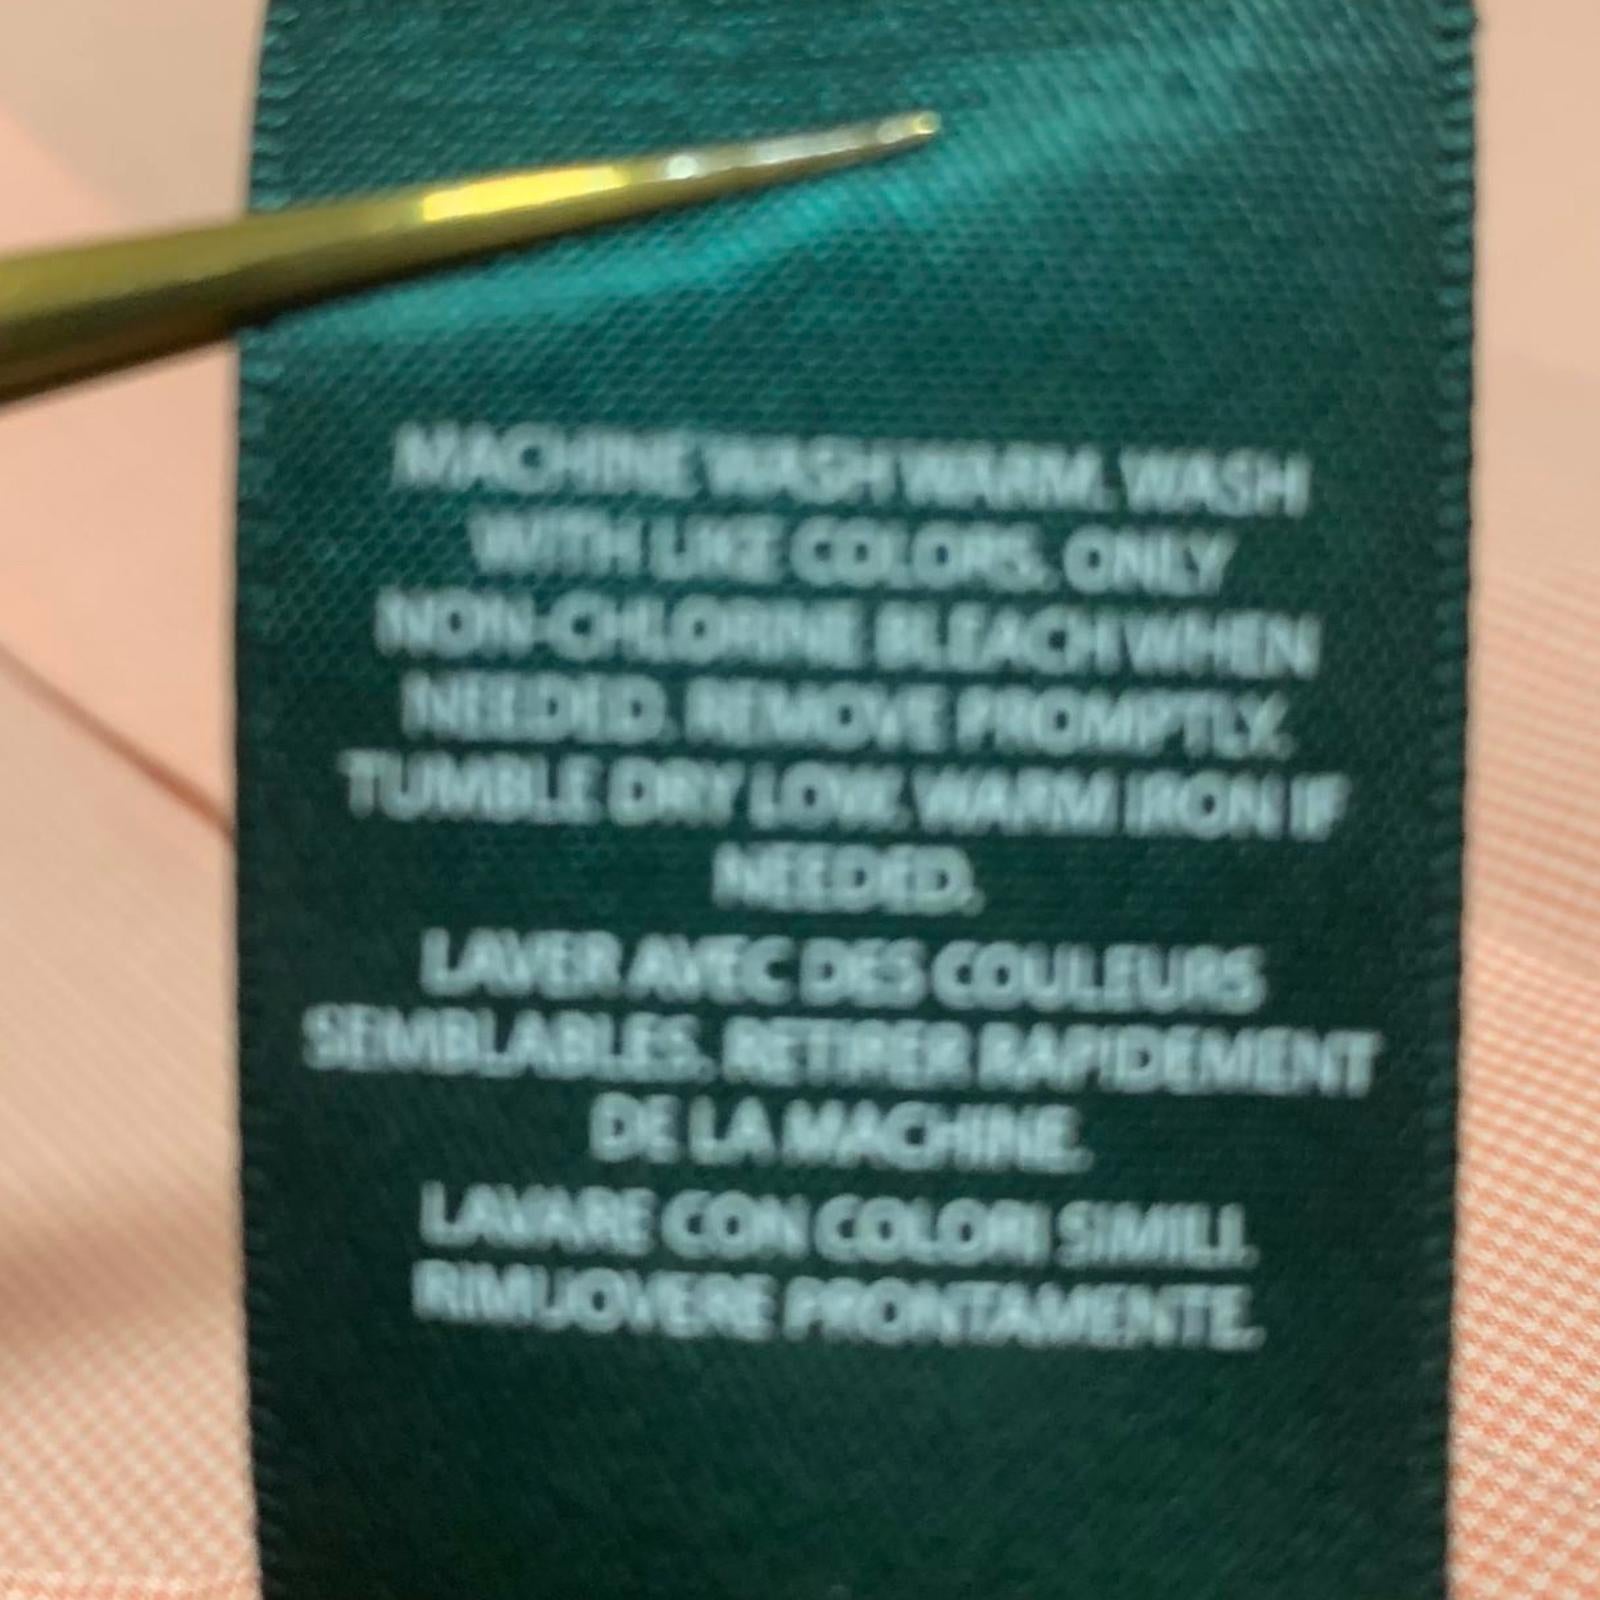 MACHINE WASH WARM. WASH
WITH LIKE COLORS. ONLY
NON-CHLORINE BLEACH WHEN
NEEDED. REMOVE PROMPTLY.
TUMBLE DRY LOW. WARM IRON IF
NEEDED.
LAVER AVEC DES COULEURS
SEMBLABLES. RETIRER RAPIDEMENT
DE LA MACHINE.
LAVARE CON COLORI SIMILI.
RIMUOVERE PRONTAMENTE.